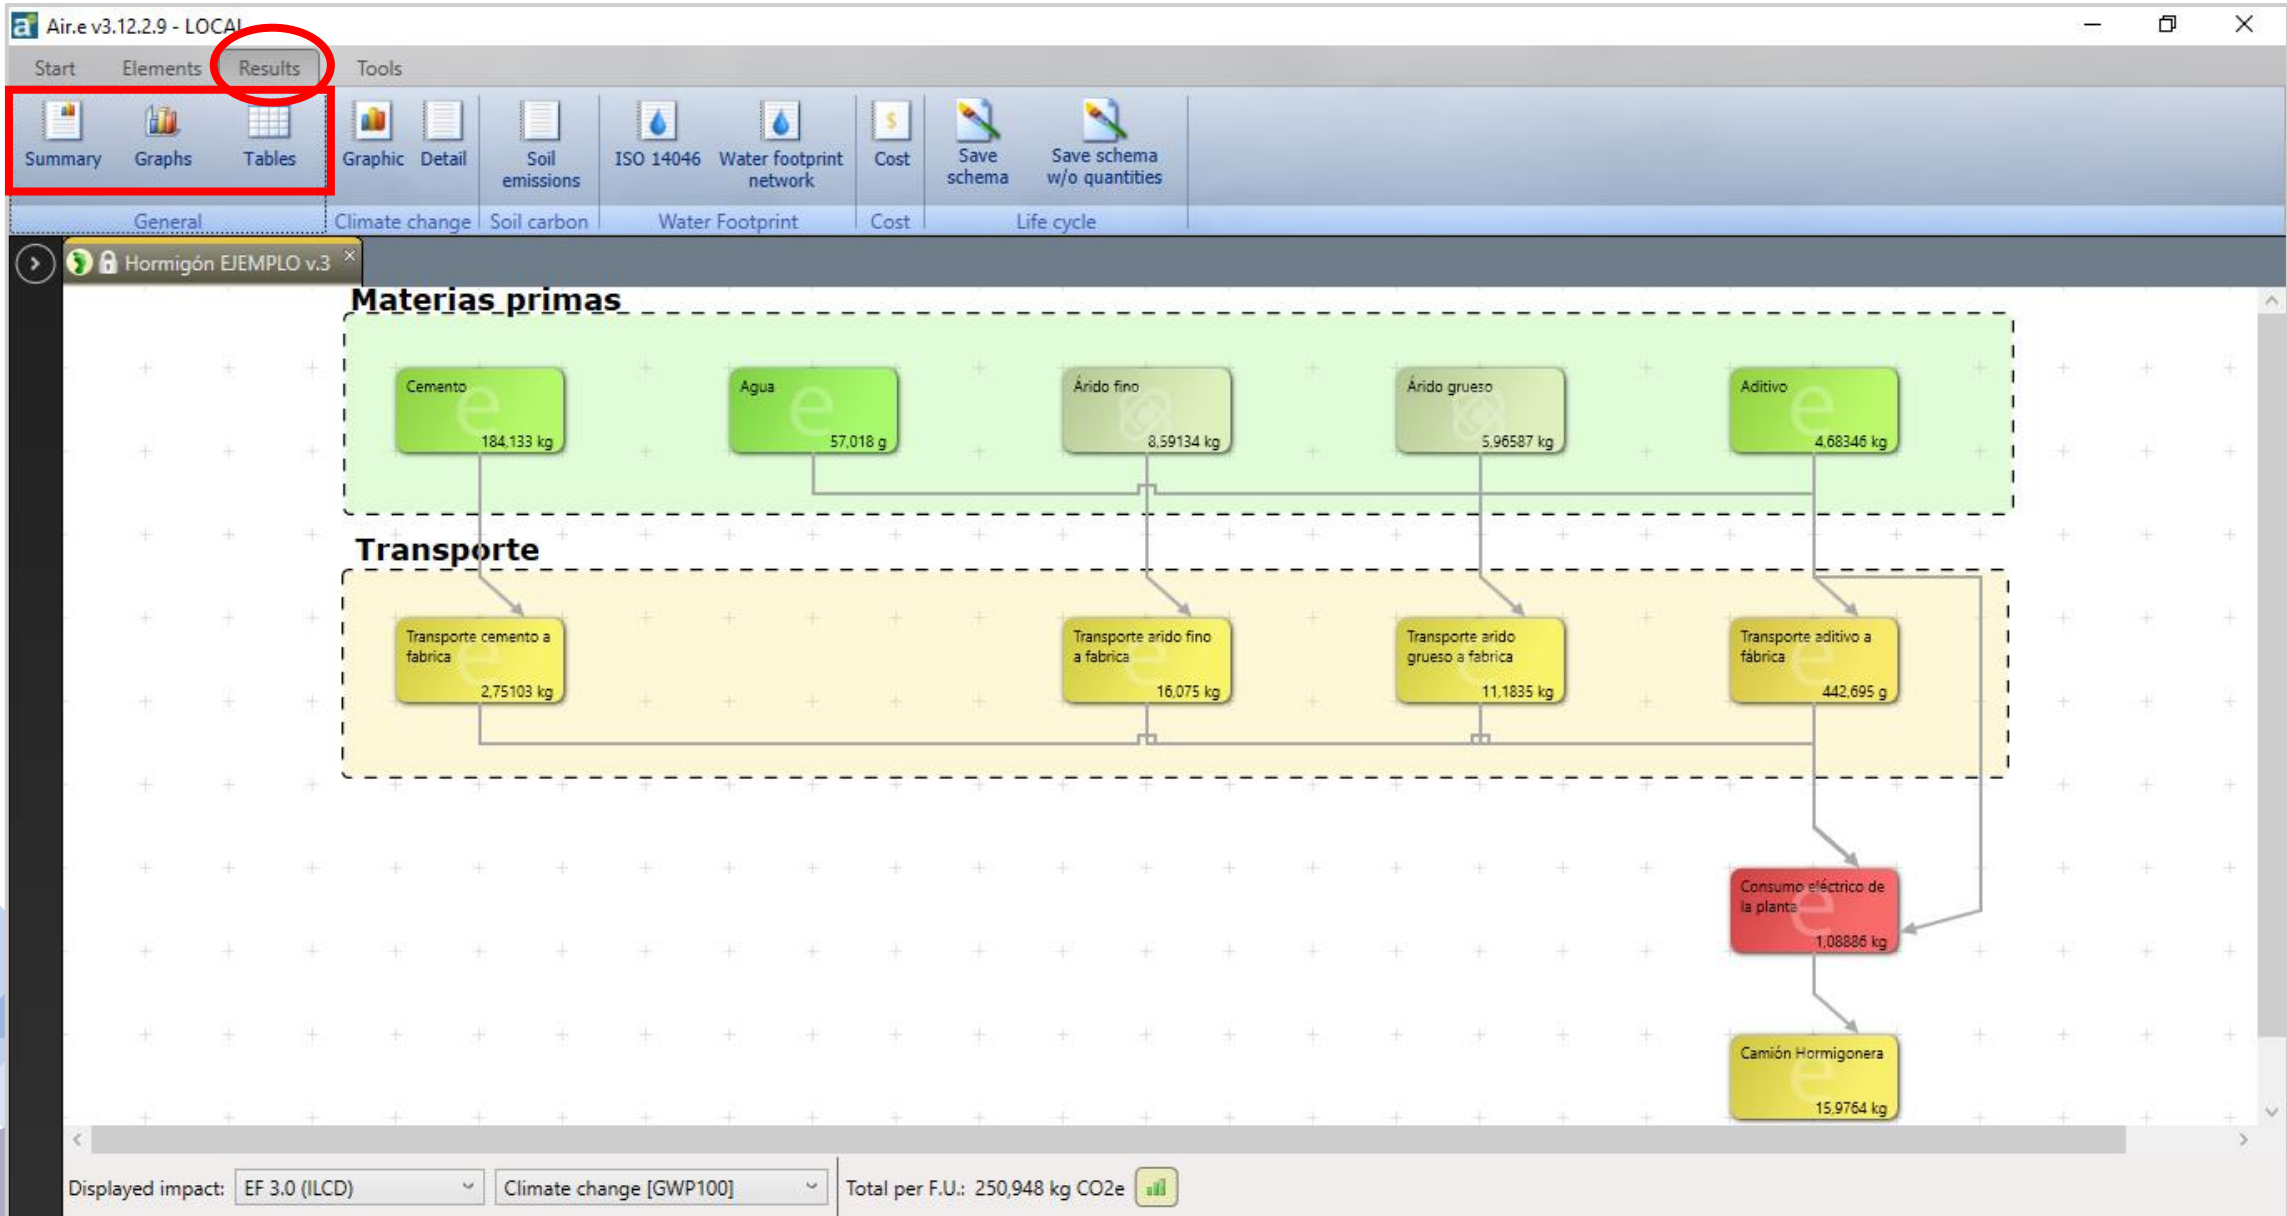 Air.e v3.12.2.9 - LOCAL
Start Elements Results Tools
Summary Graphs Tables Graphic Detail Soil emissions ISO 14046 Water footprint network Cost Save schema Save schema w/o quantities
General Climate change Soil carbon Water Footprint Cost Life cycle
Hormigón EJEMPLO v.3
Materias primas
Cemento
184,133 kg
Agua
57,018 g
Árido fino
8,59134 kg
Árido grueso
5,96587 kg
Aditivo
4,68346 kg
Transporte
Transporte cemento a
fabrica
2,75103 kg
Transporte arido fino
a fabrica
16,075 kg
Transporte arido
grueso a fabrica
11,1835 kg
Transporte aditivo a
fábrica
442,695 g
Consumo eléctrico de
la planta
1,08886 kg
Camión Hormigonera
15,9764 kg
Displayed impact: EF 3.0 (ILCD) Climate change [GWP100] Total per F.U.: 250,948 kg CO2e